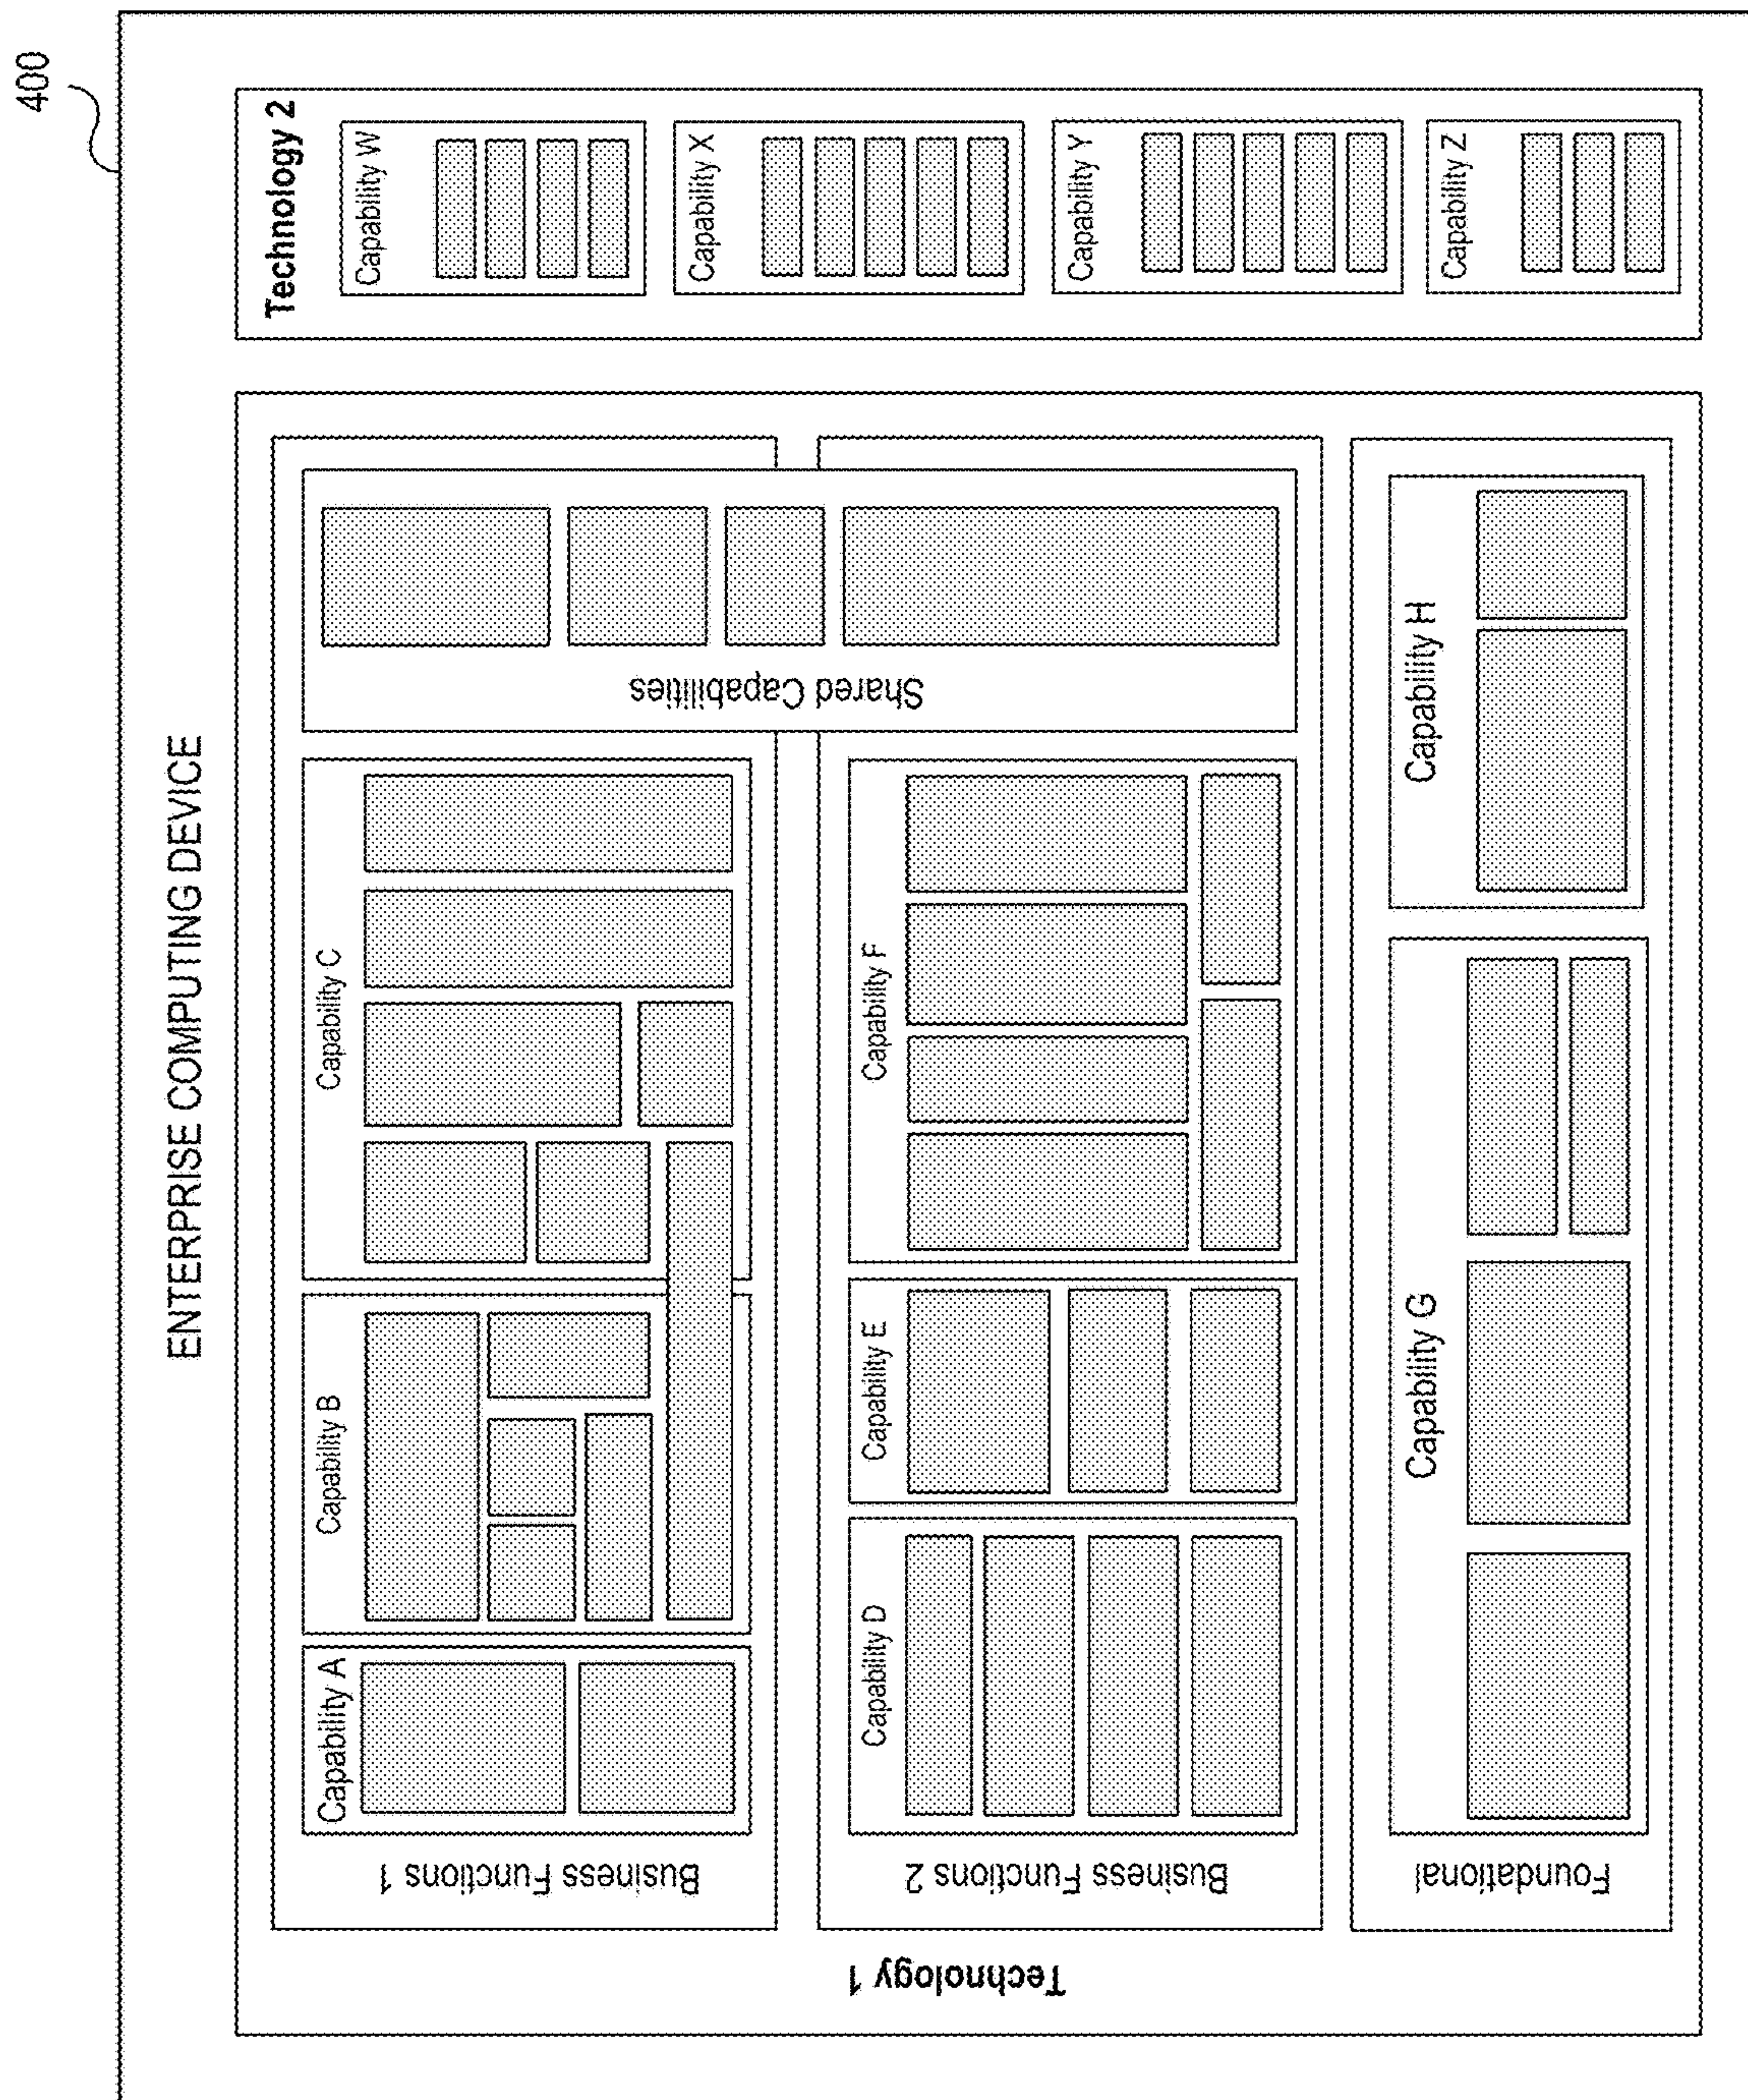 400
ENTERPRISE COMPUTING DEVICE
Technology 1
Business Functions 1
Capability A
Capability B
Capability C
Shared Capabilities
Business Functions 2
Capability D
Capability E
Capability F
Foundational
Capability G
Capability H
Technology 2
Capability W
Capability X
Capability Y
Capability Z